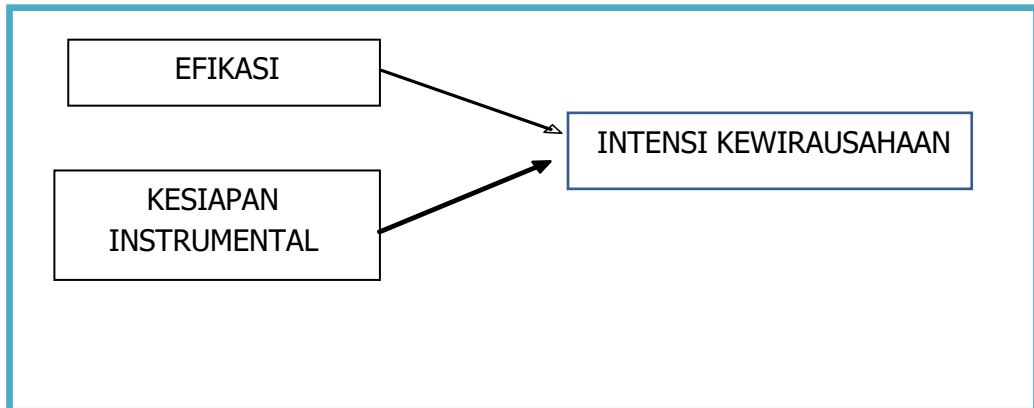 EFIKASI
INTENSI KEWIRAUSAHAAN
KESIAPAN
INSTRUMENTAL